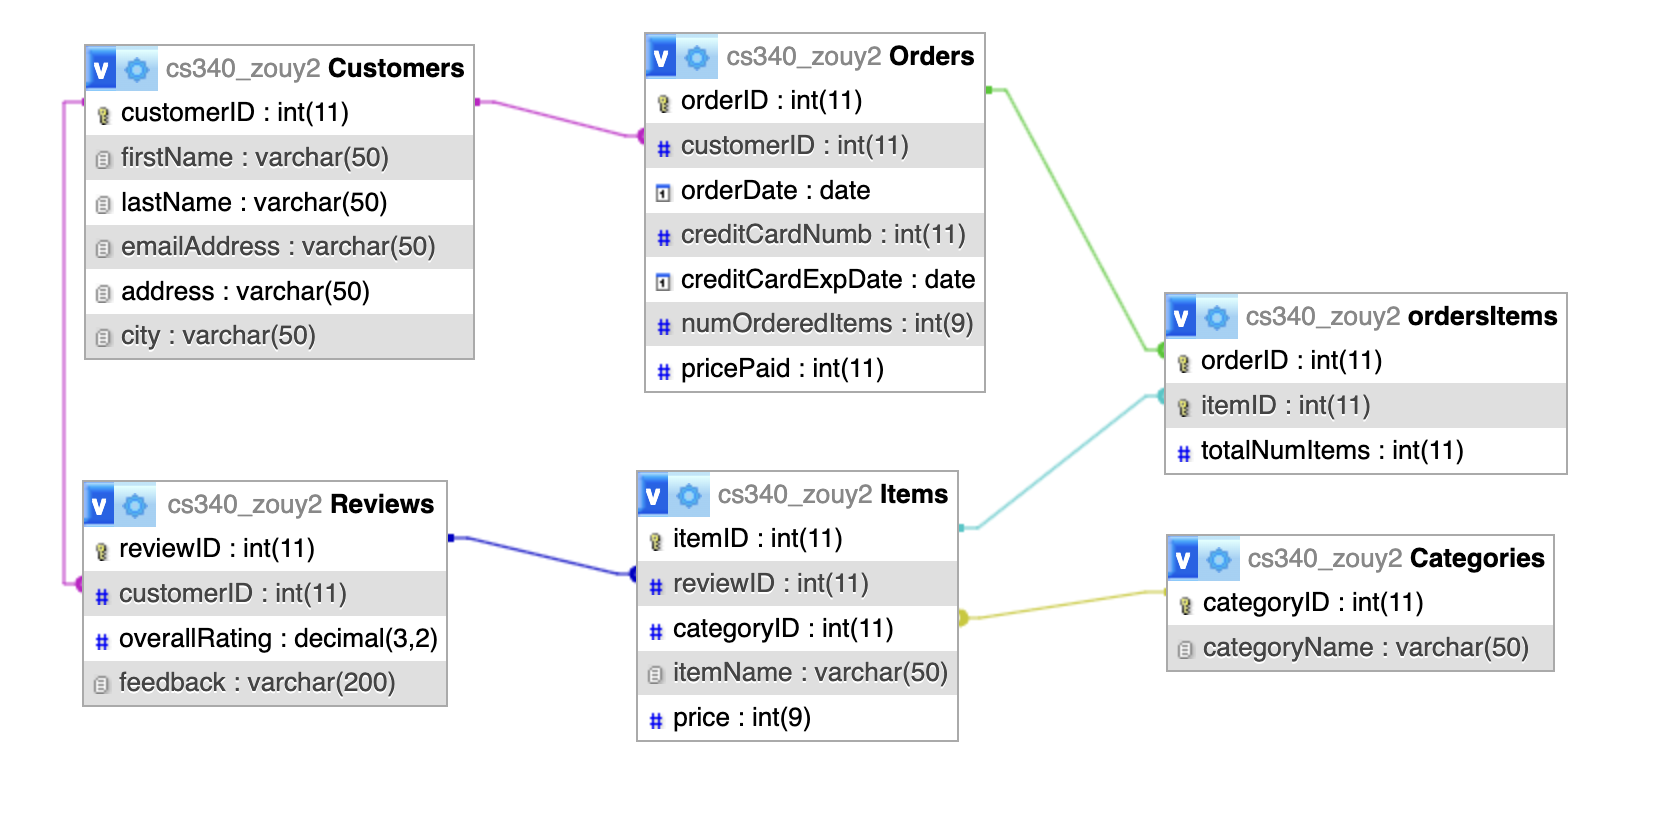 v cs340_zouy2 Customers
customerID : int(11)
firstName : varchar(50)
lastName : varchar(50)
emailAddress : varchar(50)
address : varchar(50)
city : varchar(50)
v cs340_zouy2 Orders
orderID : int(11)
# customerID : int(11)
orderDate : date
# creditCardNumb : int(11)
creditCardExpDate : date
# numOrderedItems : int(9)
# pricePaid : int(11)
v cs340_zouy2 ordersItems
orderID : int(11)
itemID : int(11)
# totalNumItems : int(11)
v cs340_zouy2 Reviews
reviewID : int(11)
# customerID : int(11)
# overallRating : decimal(3,2)
feedback : varchar(200)
v cs340_zouy2 Items
itemID : int(11)
# reviewID : int(11)
# categoryID : int(11)
itemName : varchar(50)
# price : int(9)
v cs340_zouy2 Categories
categoryID : int(11)
categoryName : varchar(50)